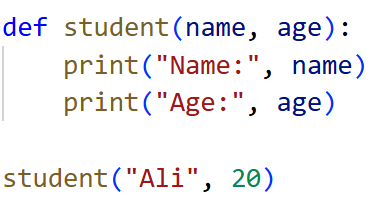 def student(name, age):
    print("Name:", name)
    print("Age:", age)

student("Ali", 20)